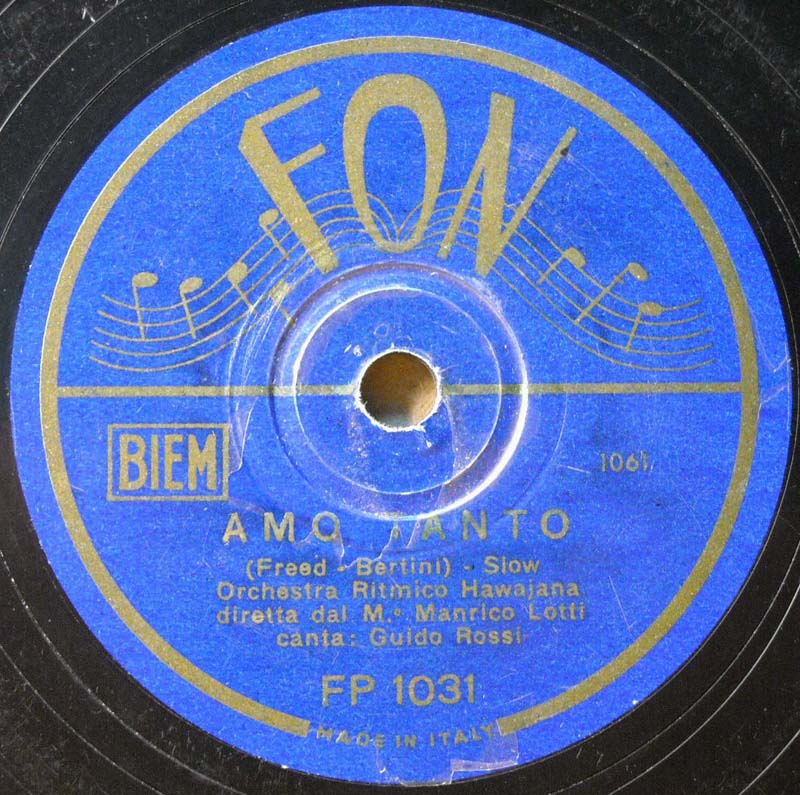 FON
BIEM
1061
AMO TANTO
(Freed - Bertini) - Slow
Orchestra Ritmico Hawajana
diretta dal M.º Manrico Lotti
canta: Guido Rossi
FP 1031
MADE IN ITALY